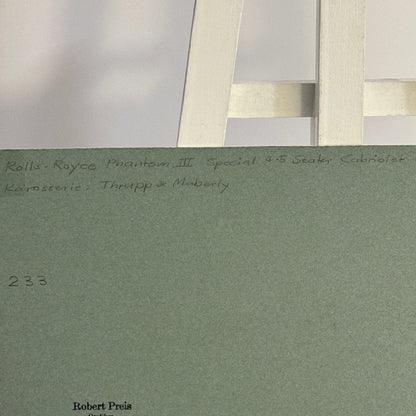 Rolls-Royce Phantom III Special 4-5 Seater Cabriolet
Karosserie: Thrupp & Maberly
233
Robert Preis